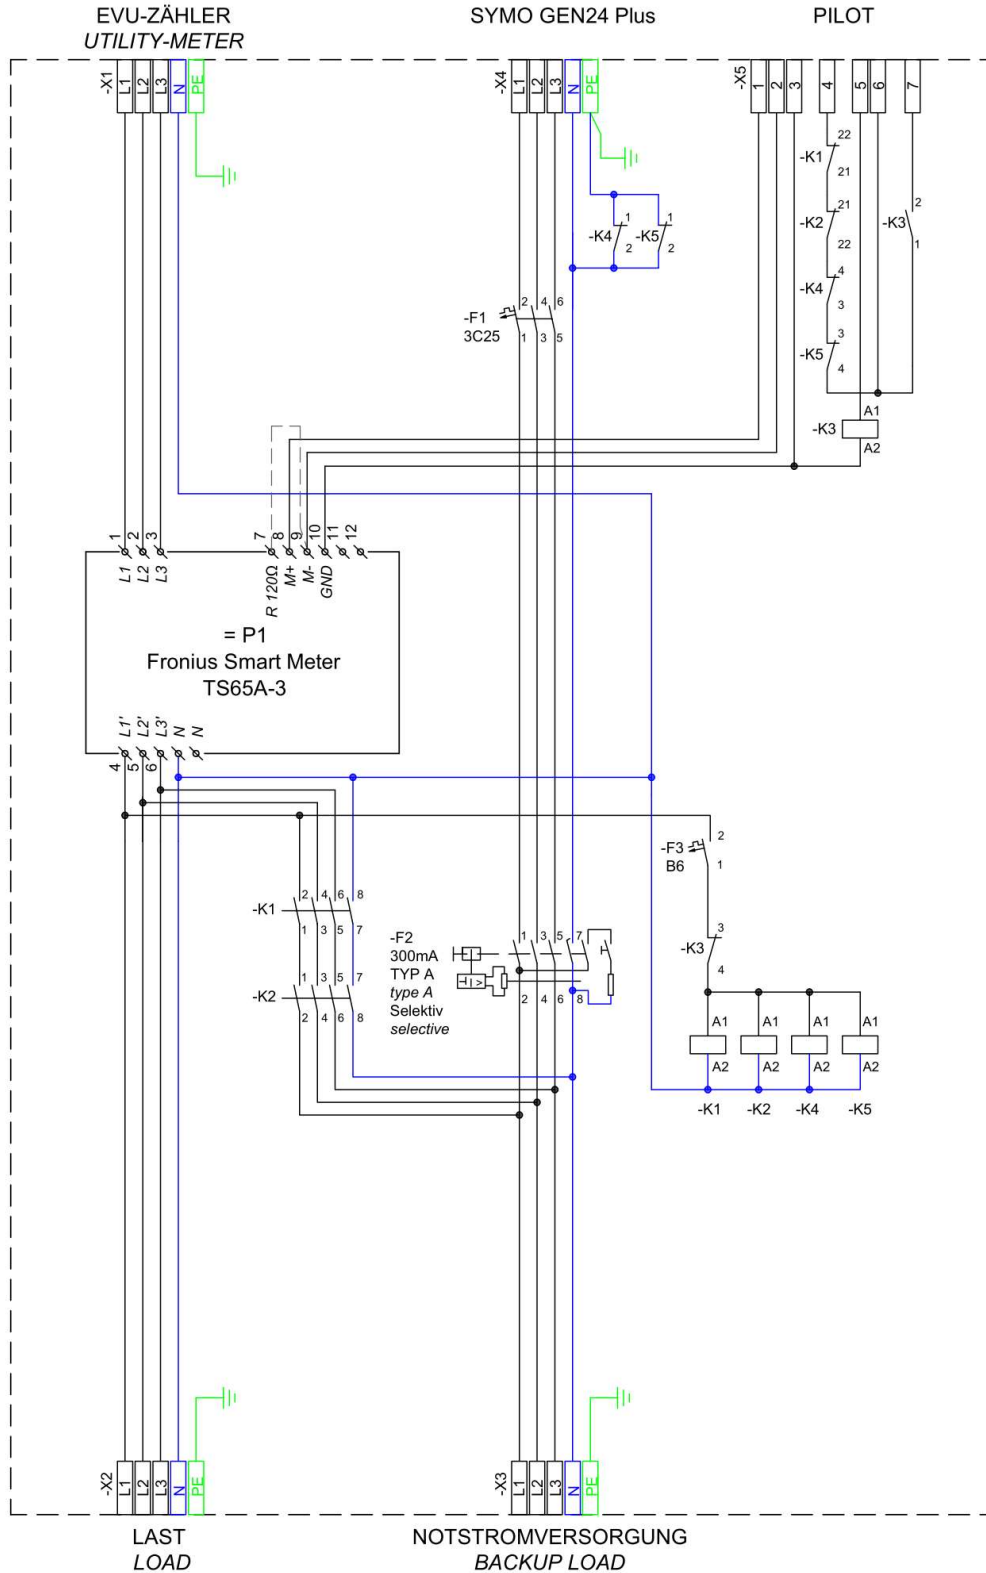 EVU-ZÄHLER
UTILITY-METER
SYMO GEN24 Plus
PILOT
-X1 L1 L2 L3 N PE
-X4 L1 L2 L3 N PE
-X5 1 2 3 4 5 6 7
-K1 22 21
-K2 21 22
-K4 4 3
-K5 3 4
-K3 2 1
-K4 1 2
-K5 1 2
-F1
3C25
2 4 6
1 3 5
-K3 A1 A2
1 2 3 7 8 9 10 11 12
L1 L2 L3 R 120Ω M+ M- GND
= P1
Fronius Smart Meter
TS65A-3
L1' L2' L3' N N
4 5 6
-F3
B6
2
1
-K1
2 4 6 8
1 3 5 7
-K2
1 3 5 7
2 4 6 8
-F2
300mA
TYP A
type A
Selektiv
selective
1 3 5 7
2 4 6 8
I >
-K3 3 4
A1 A1 A1 A1
A2 A2 A2 A2
-K1 -K2 -K4 -K5
-X2 L1 L2 L3 N PE
-X3 L1 L2 L3 N PE
LAST
LOAD
NOTSTROMVERSORGUNG
BACKUP LOAD